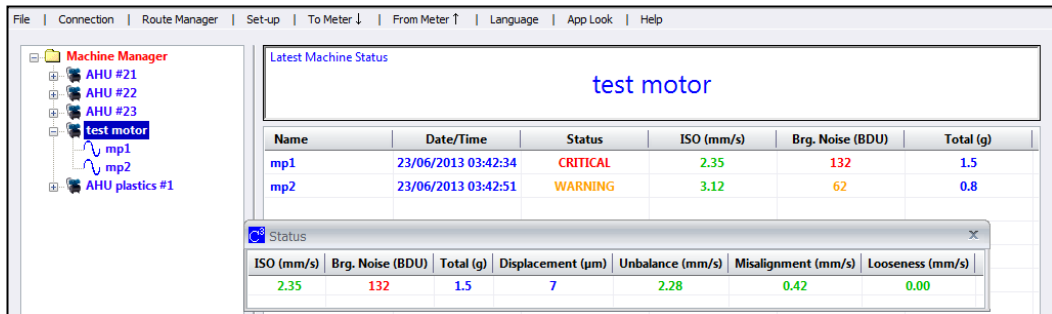 File | Connection | Route Manager | Set-up | To Meter ↓ | From Meter ↑ | Language | App Look | Help
Machine Manager
AHU #21
AHU #22
AHU #23
test motor
mp1
mp2
AHU plastics #1
Latest Machine Status
test motor
Name Date/Time Status ISO (mm/s) Brg. Noise (BDU) Total (g)
mp1 23/06/2013 03:42:34 CRITICAL 2.35 132 1.5
mp2 23/06/2013 03:42:51 WARNING 3.12 62 0.8
C³ Status x
ISO (mm/s) Brg. Noise (BDU) Total (g) Displacement (µm) Unbalance (mm/s) Misalignment (mm/s) Looseness (mm/s)
2.35 132 1.5 7 2.28 0.42 0.00